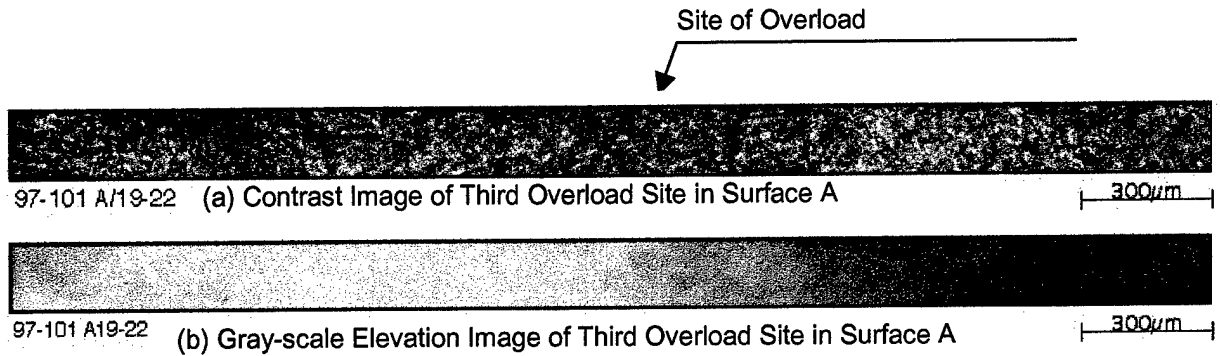 Site of Overload
97-101 A/19-22 (a) Contrast Image of Third Overload Site in Surface A 300µm
97-101 A19-22 (b) Gray-scale Elevation Image of Third Overload Site in Surface A 300µm